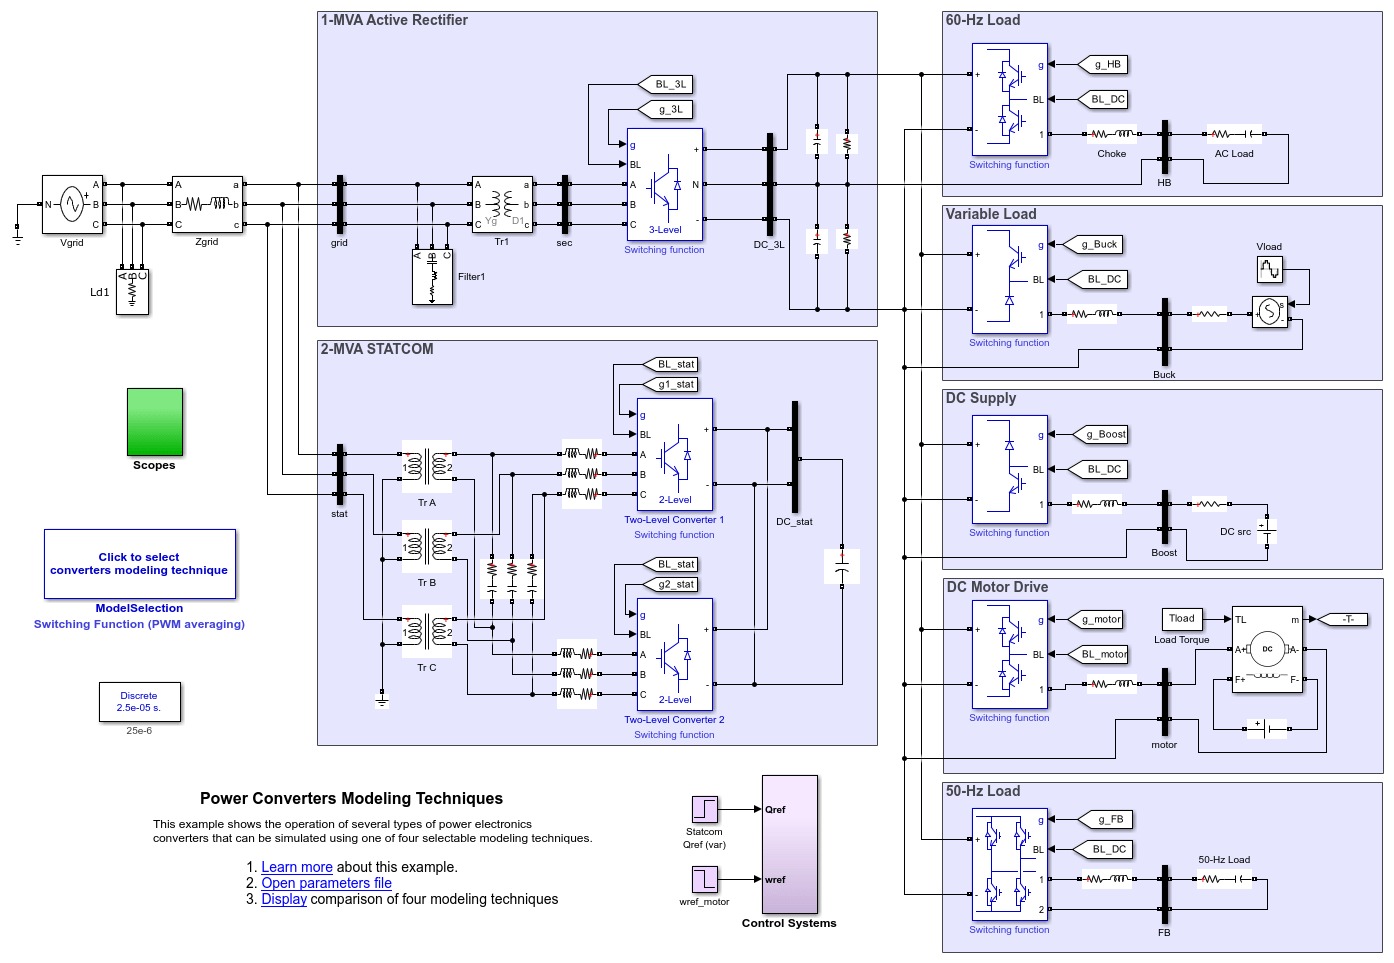 1-MVA Active Rectifier
BL_3L
g_3L
g
BL
A
B
C
+
N
-
3-Level
Switching function
DC_3L
N
A
B
C
+
Vgrid
A
B
C
a
b
c
Zgrid
A
B
C
Ld1
grid
A
B
C
Filter1
A
B
C
a
b
c
Yg
D1
Tr1
sec
2-MVA STATCOM
BL_stat
g1_stat
g
BL
A
B
C
+
-
2-Level
Two-Level Converter 1
Switching function
DC_stat
stat
1
2
Tr A
1
2
Tr B
1
2
Tr C
BL_stat
g2_stat
g
BL
A
B
C
+
-
2-Level
Two-Level Converter 2
Switching function
Scopes
Click to select
converters modeling technique
ModelSelection
Switching Function (PWM averaging)
Discrete
2.5e-05 s.
25e-6
Power Converters Modeling Techniques
This example shows the operation of several types of power electronics
converters that can be simulated using one of four selectable modeling techniques.
1. Learn more about this example.
2. Open parameters file
3. Display comparison of four modeling techniques
Statcom
Qref (var)
wref_motor
Qref
wref
Control Systems
60-Hz Load
+
-
g
BL
1
g_HB
BL_DC
Switching function
Choke
HB
AC Load
Variable Load
+
-
g
BL
1
g_Buck
BL_DC
Switching function
Buck
Vload
s
+
-
DC Supply
+
-
g
BL
1
g_Boost
BL_DC
Switching function
Boost
DC src
+
DC Motor Drive
+
-
g
BL
1
g_motor
BL_motor
Switching function
motor
Tload
Load Torque
TL
m
A+
A-
DC
F+
F-
-T-
+
50-Hz Load
+
-
g
BL
1
2
g_FB
BL_DC
Switching function
FB
50-Hz Load